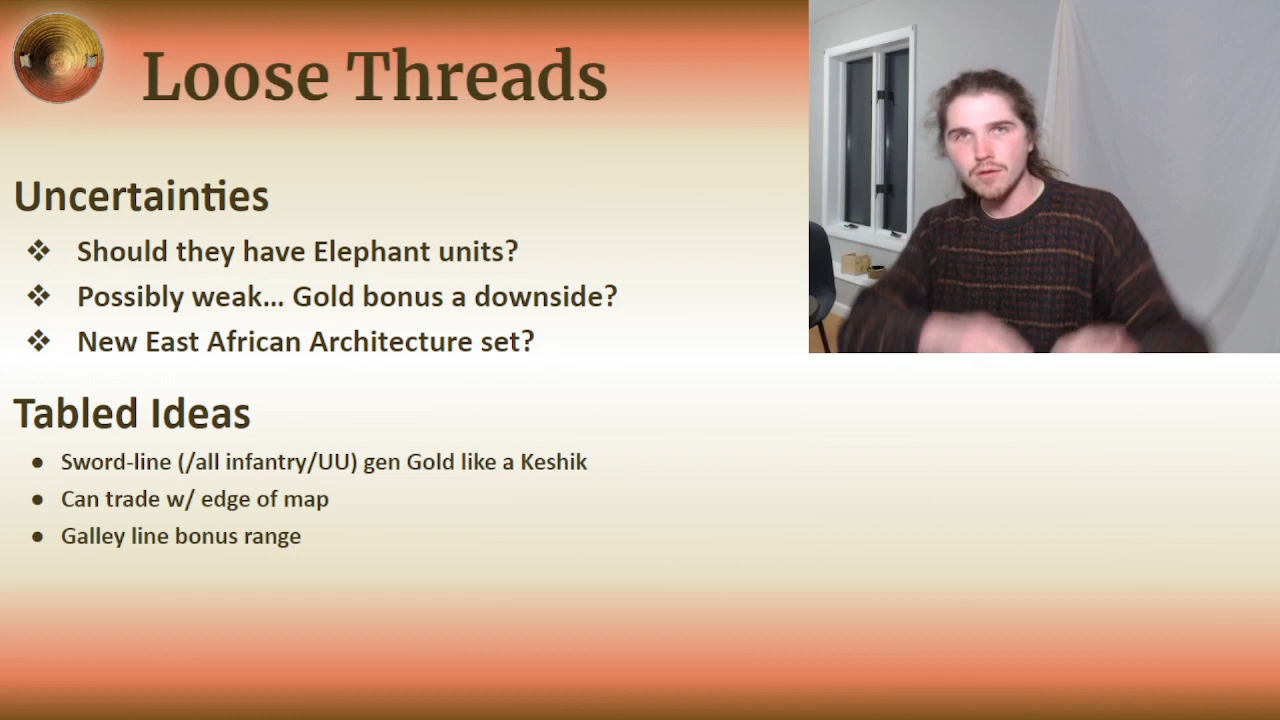 Loose Threads
Uncertainties
❖ Should they have Elephant units?
❖ Possibly weak... Gold bonus a downside?
❖ New East African Architecture set?
Tabled Ideas
● Sword-line (/all infantry/UU) gen Gold like a Keshik
● Can trade w/ edge of map
● Galley line bonus range